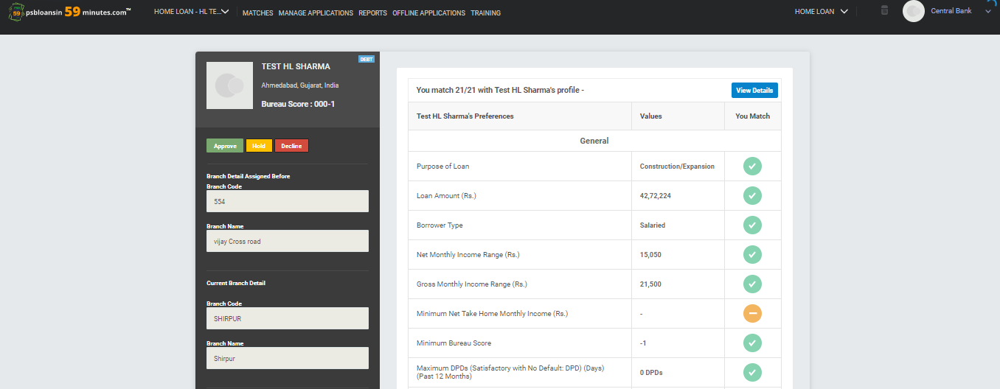 psbloansin 59 minutes.com™
HOME LOAN - HL TE...
MATCHES
MANAGE APPLICATIONS
REPORTS
OFFLINE APPLICATIONS
TRAINING
HOME LOAN
Central Bank
DEBT
TEST HL SHARMA
Ahmedabad, Gujarat, India
Bureau Score : 000-1
Approve
Hold
Decline
Branch Detail Assigned Before
Branch Code
554
Branch Name
vijay Cross road
Current Branch Detail
Branch Code
SHIRPUR
Branch Name
Shirpur
You match 21/21 with Test HL Sharma's profile -
View Details
Test HL Sharma's Preferences Values You Match
General
Purpose of Loan Construction/Expansion
Loan Amount (Rs.) 42,72,224
Borrower Type Salaried
Net Monthly Income Range (Rs.) 15,050
Gross Monthly Income Range (Rs.) 21,500
Minimum Net Take Home Monthly Income (Rs.) -
Minimum Bureau Score -1
Maximum DPDs (Satisfactory with No Default: DPD) (Days)
(Past 12 Months) 0 DPDs